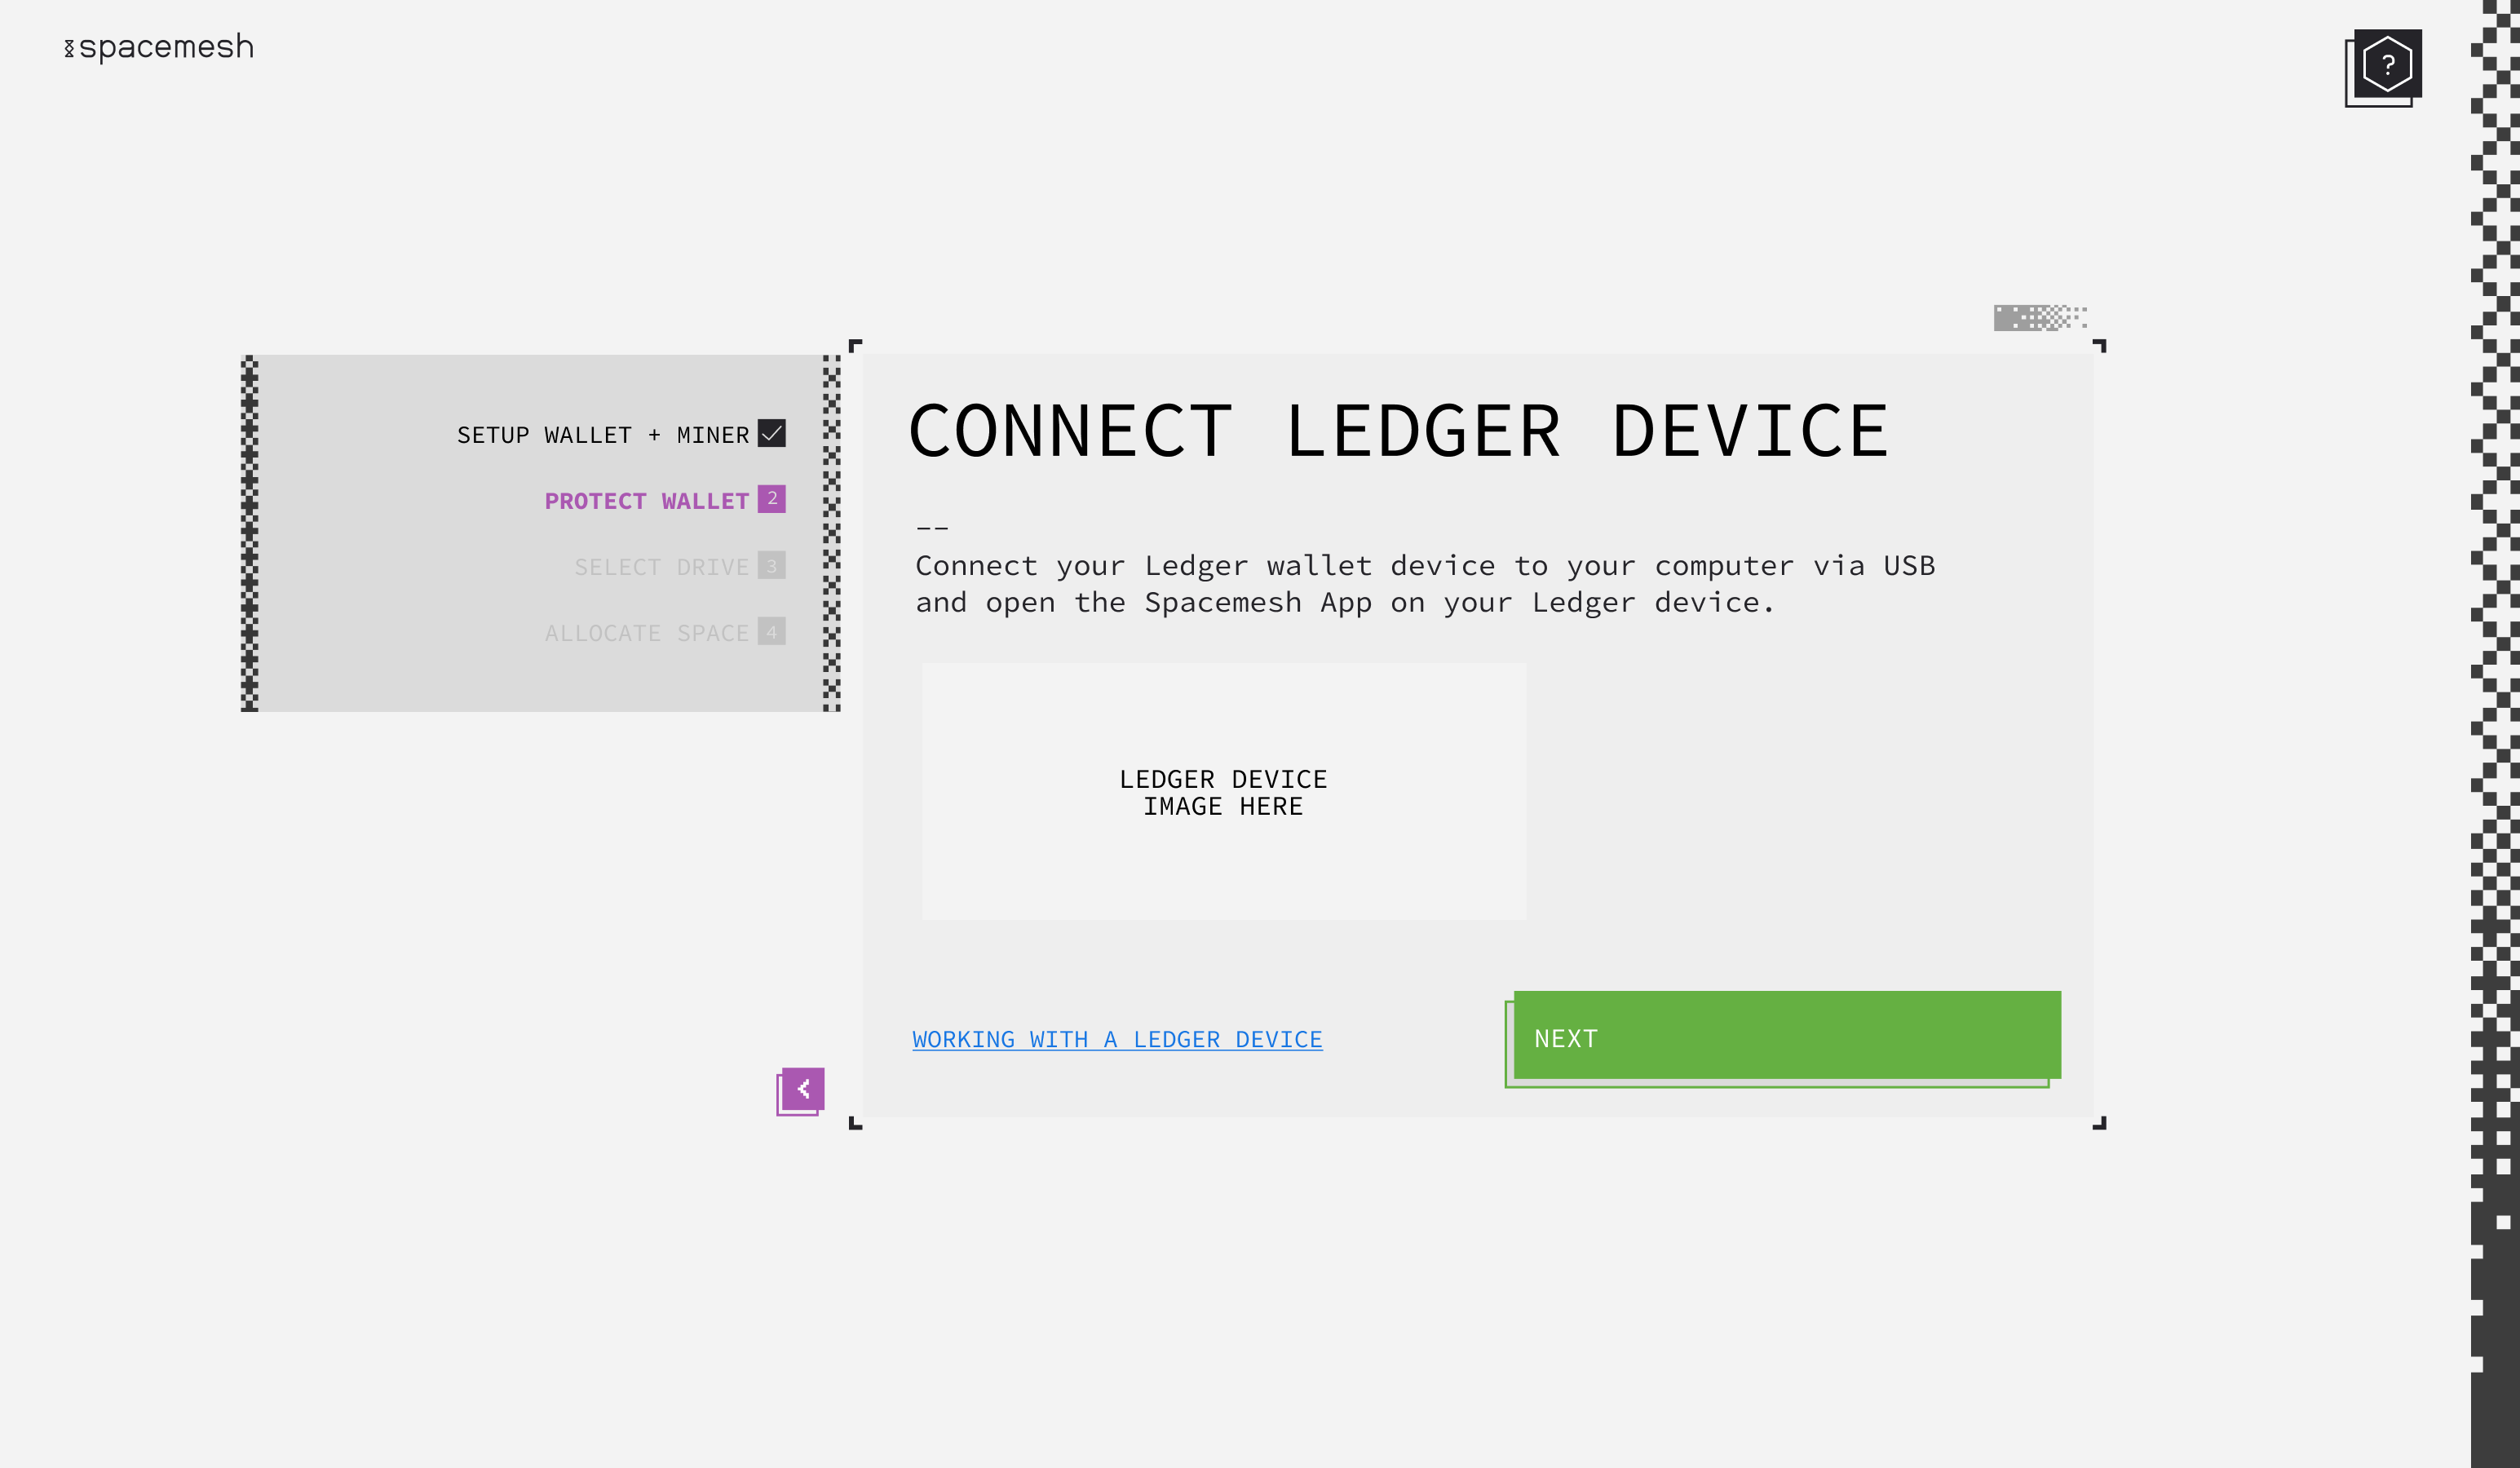 spacemesh
?
SETUP WALLET + MINER
PROTECT WALLET 2
SELECT DRIVE 3
ALLOCATE SPACE 4
CONNECT LEDGER DEVICE
––
Connect your Ledger wallet device to your computer via USB
and open the Spacemesh App on your Ledger device.
LEDGER DEVICE
IMAGE HERE
WORKING WITH A LEDGER DEVICE
NEXT